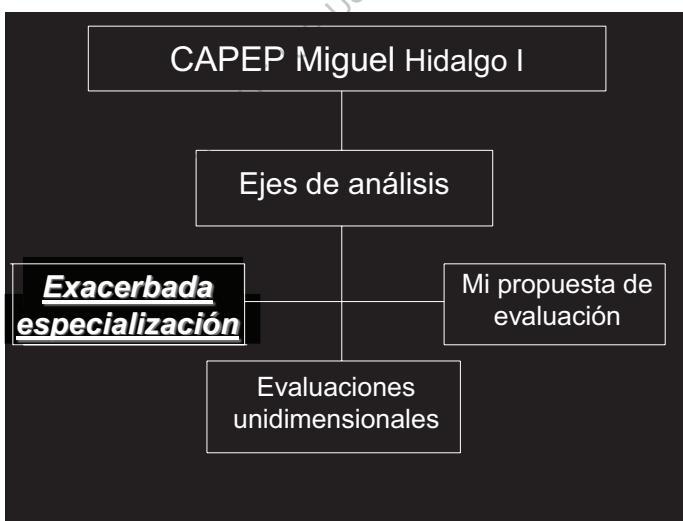 CAPEP Miguel Hidalgo I
Ejes de análisis
Exacerbada
especialización
Mi propuesta de
evaluación
Evaluaciones
unidimensionales